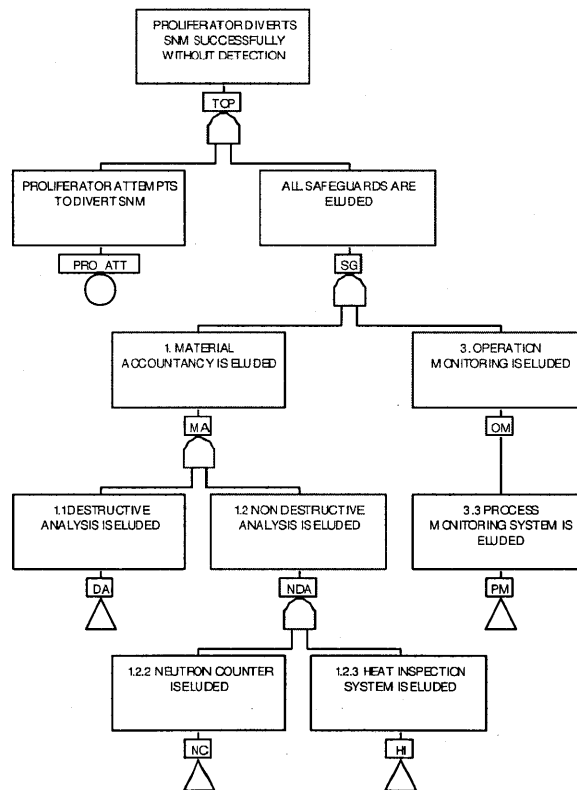 PROLIFERATOR DIVERTS
SNM SUCCESSFULLY
WITHOUT DETECTION
TOP
PROLIFERATOR ATTEMPTS
TO DIVERT SNM
ALL SAFEGUARDS ARE
ELUDED
PRO_ATT
SG
1. MATERIAL
ACCOUNTANCY IS ELUDED
3. OPERATION
MONITORING IS ELUDED
MA
OM
1.1 DESTRUCTIVE
ANALYSIS IS ELUDED
1.2 NON DESTRUCTIVE
ANALYSIS IS ELUDED
3.3 PROCESS
MONITORING SYSTEM IS
ELUDED
DA
NDA
PM
1.2.2 NEUTRON COUNTER
IS ELUDED
1.2.3 HEAT INSPECTION
SYSTEM IS ELUDED
NC
HI